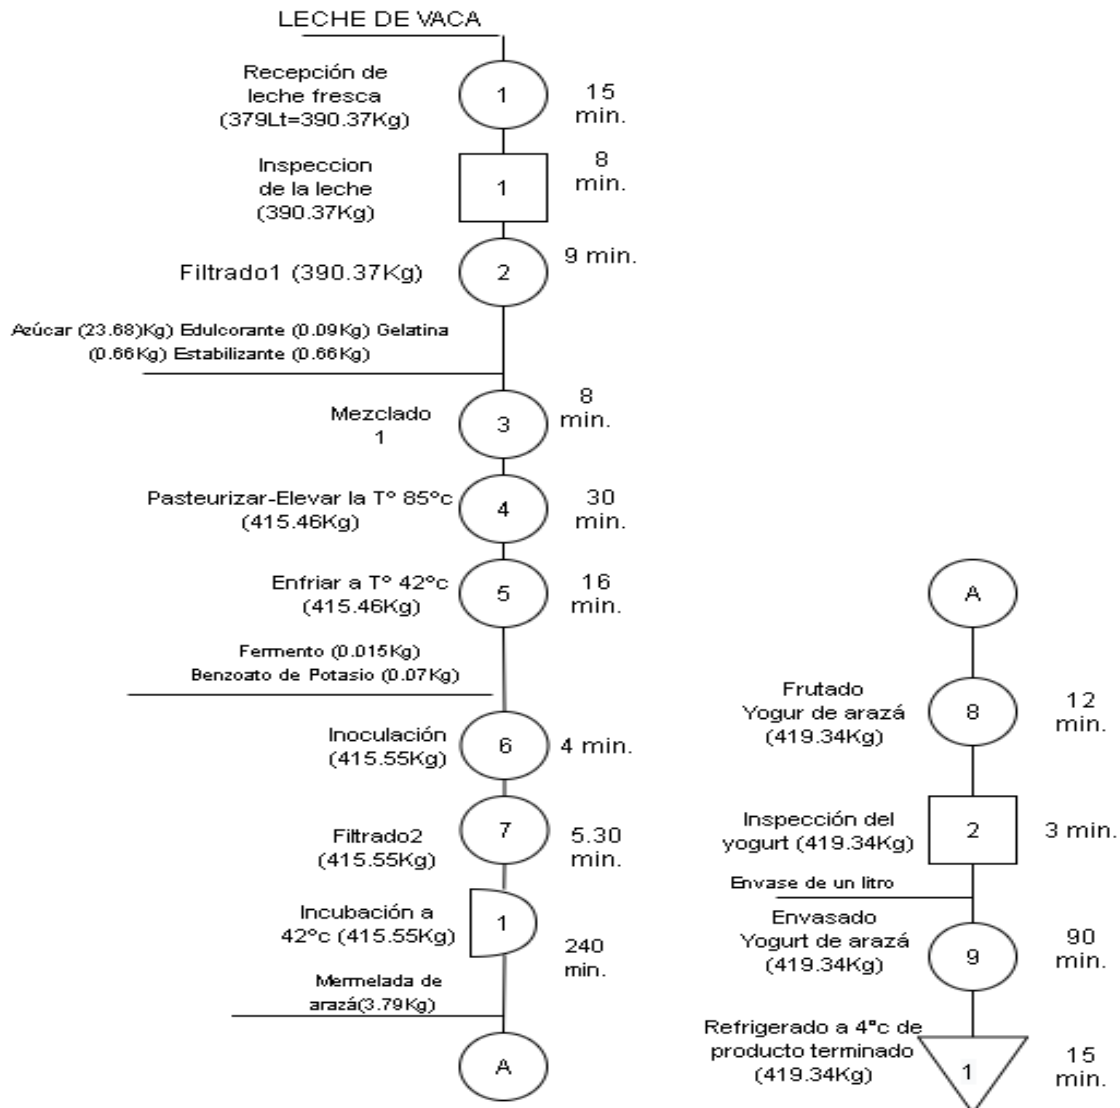 LECHE DE VACA
Recepción de
leche fresca
(379Lt=390.37Kg)
1
15
min.
Inspeccion
de la leche
(390.37Kg)
1
8
min.
Filtrado1 (390.37Kg)
2
9 min.
Azúcar (23.68)Kg) Edulcorante (0.09Kg) Gelatina
(0.66Kg) Estabilizante (0.66Kg)
Mezclado
1
3
8
min.
Pasteurizar-Elevar la Tº 85ºc
(415.46Kg)
4
30
min.
Enfriar a Tº 42ºc
(415.46Kg)
5
16
min.
Fermento (0.015Kg)
Benzoato de Potasio (0.07Kg)
Inoculación
(415.55Kg)
6
4 min.
Filtrado2
(415.55Kg)
7
5.30
min.
Incubación a
42ºc (415.55Kg)
1
240
min.
Mermelada de
arazá(3.79Kg)
A
A
Frutado
Yogur de arazá
(419.34Kg)
8
12
min.
Inspección del
yogurt (419.34Kg)
2
3 min.
Envase de un litro
Envasado
Yogurt de arazá
(419.34Kg)
9
90
min.
Refrigerado a 4°c de
producto terminado
(419.34Kg)
1
15
min.